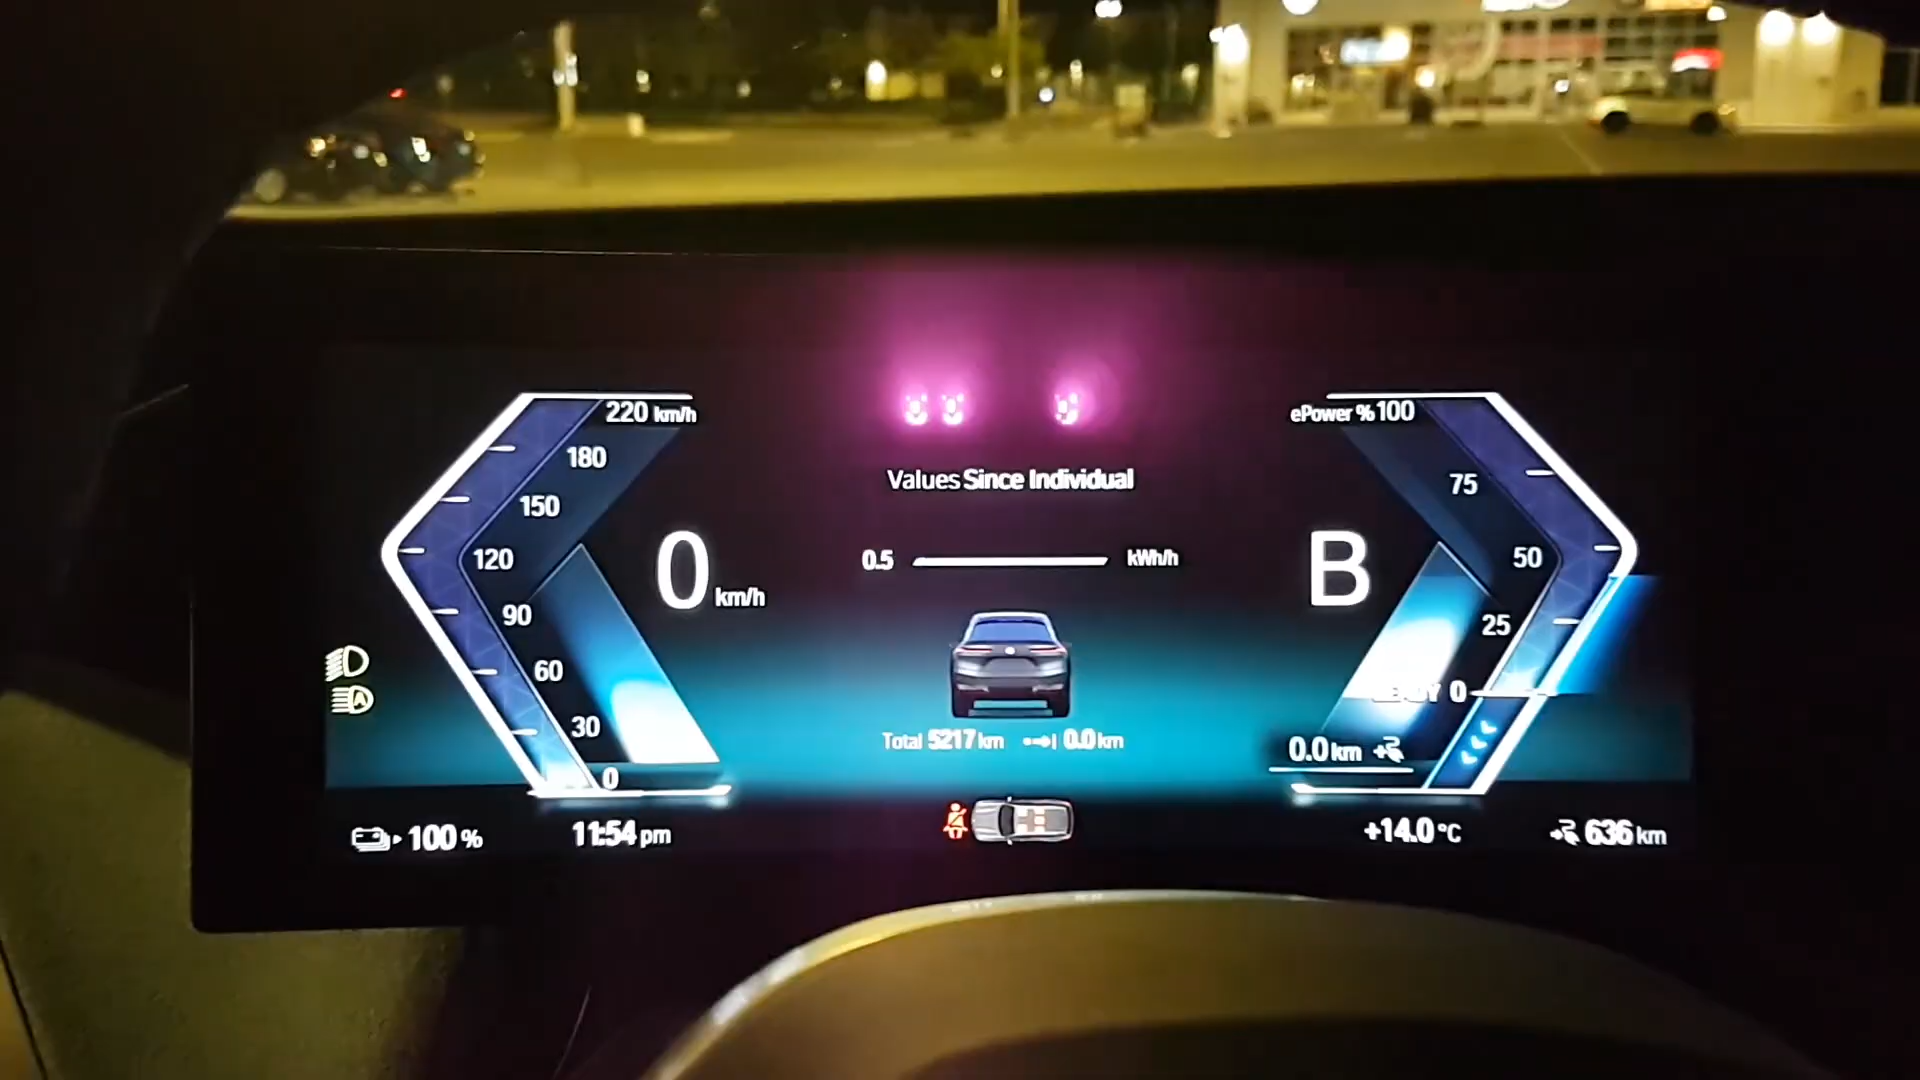 220 km/h
180
150
120
90
60
30
0
0 km/h
Values Since Individual
0.5 kWh/h
Total 5217 km 0.0 km
ePower % 100
75
50
25
READY 0
B
0.0 km
100 %
11:54 pm
+14.0 °C
636 km
A